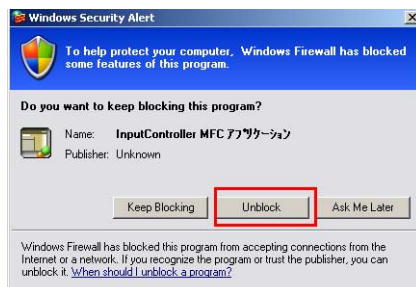 Windows Security Alert
To help protect your computer, Windows Firewall has blocked
some features of this program.
Do you want to keep blocking this program?
Name: InputController MFC ｱﾌﾟﾘｹｰｼｮﾝ
Publisher: Unknown
Keep Blocking Unblock Ask Me Later
Windows Firewall has blocked this program from accepting connections from the
Internet or a network. If you recognize the program or trust the publisher, you can
unblock it. When should I unblock a program?